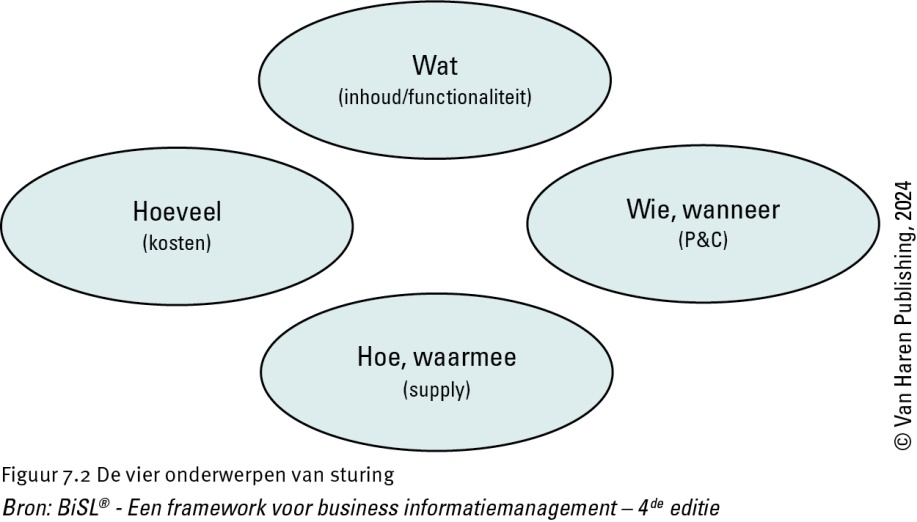 Wat
(inhoud/functionaliteit)
Hoeveel
(kosten)
Wie, wanneer
(P&C)
Hoe, waarmee
(supply)
© Van Haren Publishing, 2024
Figuur 7.2 De vier onderwerpen van sturing
Bron: BiSL® - Een framework voor business informatiemanagement – 4de editie